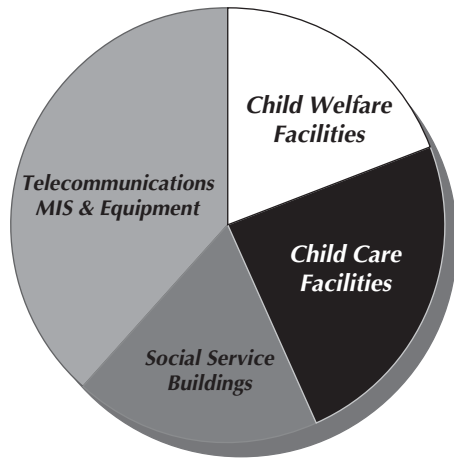 Child Welfare
Facilities
Telecommunications
MIS & Equipment
Child Care
Facilities
Social Service
Buildings